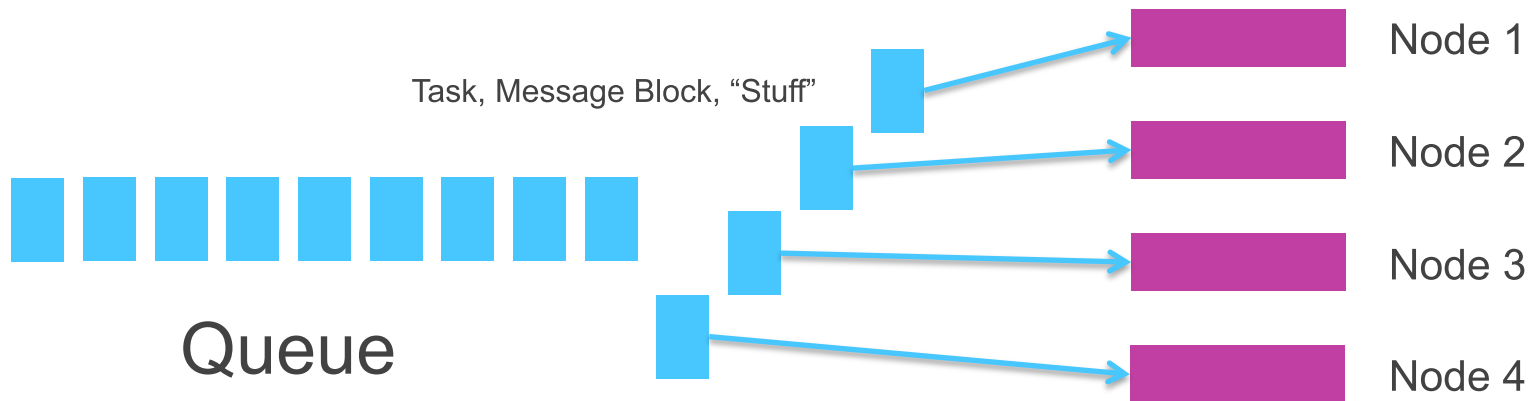 Node 1
Task, Message Block, “Stuff”
Node 2
Node 3
Queue
Node 4